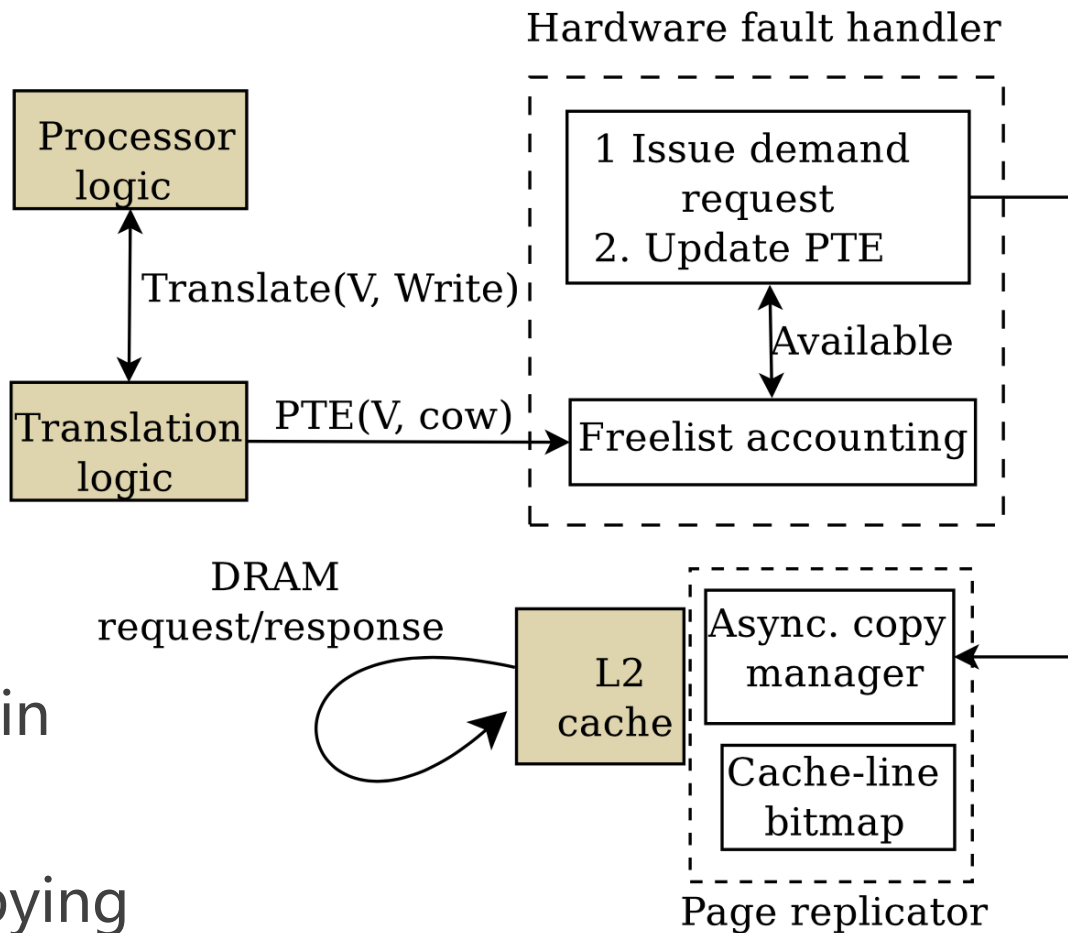 Hardware fault handler
Processor
logic
1 Issue demand
request
2. Update PTE
Translate(V, Write)
Available
Translation
logic
PTE(V, cow)
Freelist accounting
DRAM
request/response
L2
cache
Async. copy
manager
Cache-line
bitmap
Page replicator
in
pying